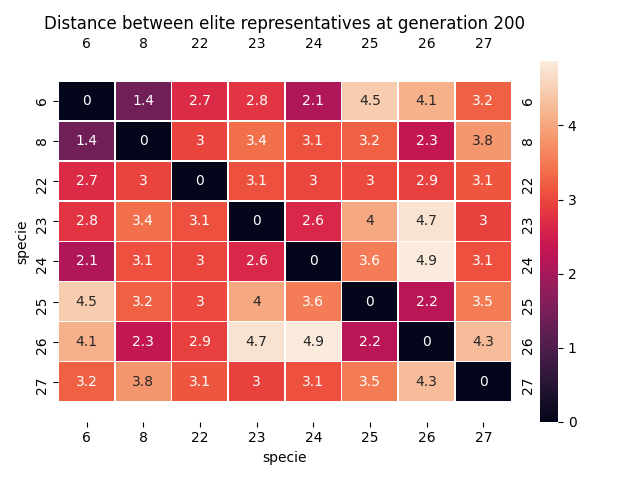 Distance between elite representatives at generation 200
6 8 22 23 24 25 26 27
6 0 1.4 2.7 2.8 2.1 4.5 4.1 3.2 6
8 1.4 0 3 3.4 3.1 3.2 2.3 3.8 8
22 2.7 3 0 3.1 3 3 2.9 3.1 22
23 2.8 3.4 3.1 0 2.6 4 4.7 3 23
24 2.1 3.1 3 2.6 0 3.6 4.9 3.1 24
25 4.5 3.2 3 4 3.6 0 2.2 3.5 25
26 4.1 2.3 2.9 4.7 4.9 2.2 0 4.3 26
27 3.2 3.8 3.1 3 3.1 3.5 4.3 0 27
6 8 22 23 24 25 26 27
specie
specie
4
3
2
1
0